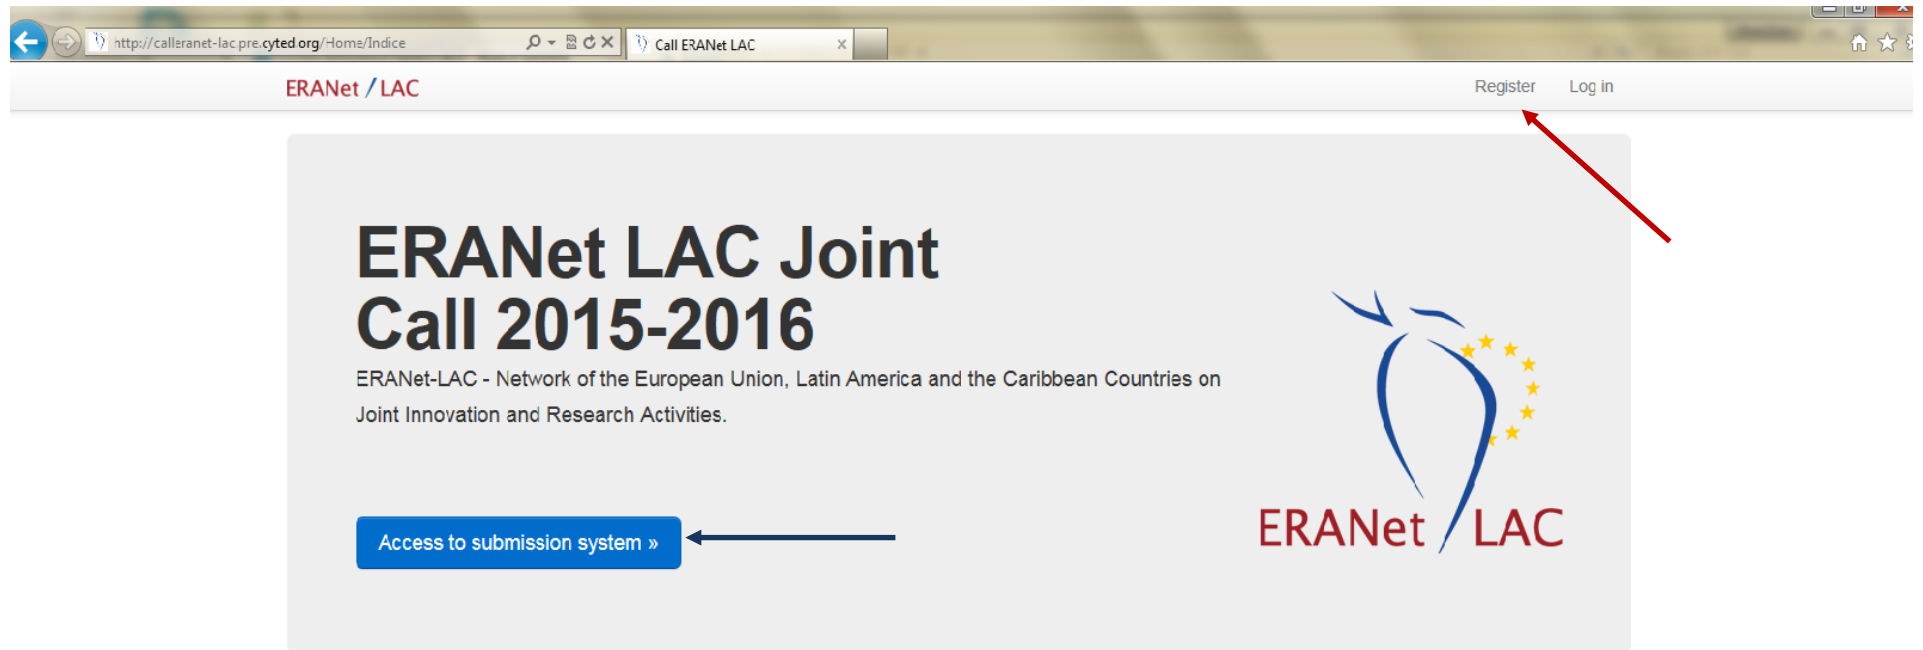 http://calleranet-lac.pre.cyted.org/Home/Indice
Call ERANet LAC
ERANet / LAC
Register
Log in
ERANet LAC Joint
Call 2015-2016
ERANet-LAC - Network of the European Union, Latin America and the Caribbean Countries on
Joint Innovation and Research Activities.
Access to submission system »
ERANet / LAC